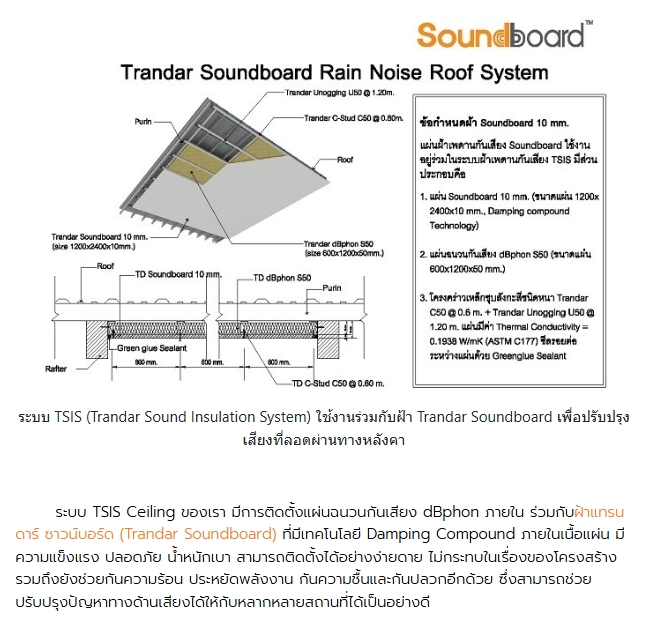 Soundboard™
Trandar Soundboard Rain Noise Roof System
Trandar Unogging U50 @ 1.20m.
Purin
Trandar C-Stud C50 @ 0.60m.
Roof
Trandar Soundboard 10 mm.
(size 1200x2400x10mm.)
Trandar dBphon S50
(size 600x1200x50mm.)
Roof
TD Soundboard 10 mm.
TD dBphon S50
Purin
Green glue Sealant
Rafter
600 mm.
600 mm.
600 mm.
TD C-Stud C50 @ 0.60 m.
ข้อกำหนดฝ้า Soundboard 10 mm.
แผ่นฝ้าเพดานกันเสียง Soundboard ใช้งาน
อยู่ร่วมในระบบฝ้าเพดานกันเสียง TSIS มีส่วน
ประกอบคือ
1. แผ่น Soundboard 10 mm. (ขนาดแผ่น 1200x
2400x10 mm., Damping compound
Technology)
2. แผ่นฉนวนกันเสียง dBphon S50 (ขนาดแผ่น
600x1200x50 mm.)
3. โครงคร่าวเหล็กชุบสังกะสีชนิดหนา Trandar
C50 @ 0.6 m. + Trandar Unogging U50 @
1.20 m. แผ่นมีค่า Thermal Conductivity =
0.1938 W/mK (ASTM C177) ซีลรอยต่อ
ระหว่างแผ่นด้วย Greenglue Sealant
ระบบ TSIS (Trandar Sound Insulation System) ใช้งานร่วมกับฝ้า Trandar Soundboard เพื่อปรับปรุง
เสียงที่ลอดผ่านทางหลังคา
ระบบ TSIS Ceiling ของเรา มีการติดตั้งแผ่นฉนวนกันเสียง dBphon ภายใน ร่วมกับฝ้าแทรน
ดาร์ ซาวน์บอร์ด (Trandar Soundboard) ที่มีเทคโนโลยี Damping Compound ภายในเนื้อแผ่น มี
ความแข็งแรง ปลอดภัย น้ำหนักเบา สามารถติดตั้งได้อย่างง่ายดาย ไม่กระทบในเรื่องของโครงสร้าง
รวมถึงยังช่วยกันความร้อน ประหยัดพลังงาน กันความชื้นและกันปลวกอีกด้วย ซึ่งสามารถช่วย
ปรับปรุงปัญหาทางด้านเสียงได้ให้กับหลากหลายสถานที่ได้เป็นอย่างดี